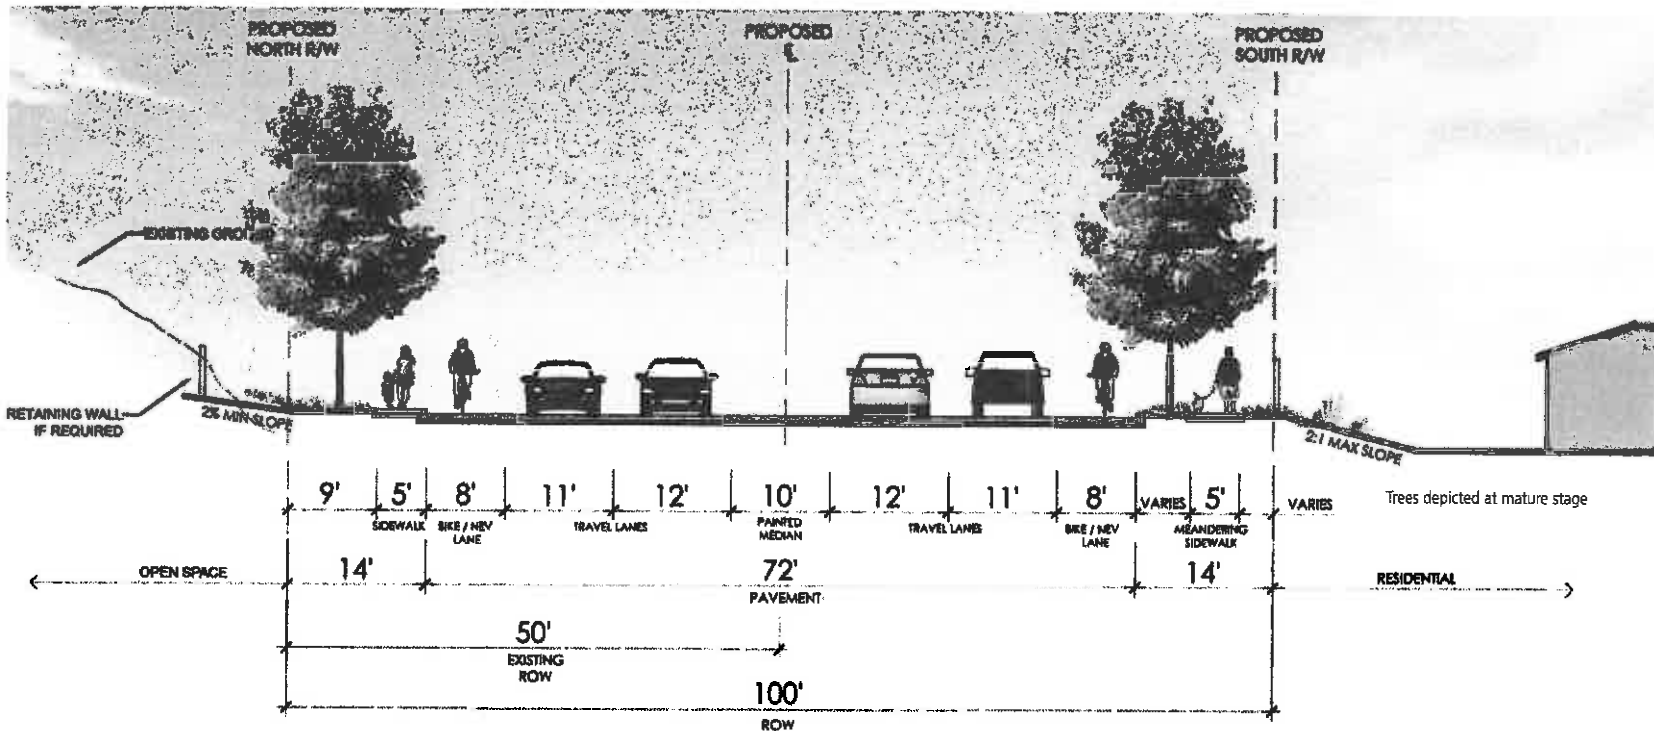 PROPOSED
NORTH R/W
PROPOSED
℄
PROPOSED
SOUTH R/W
EXISTING GRO
RETAINING WALL
IF REQUIRED
2% MIN SLOPE
2:1 MAX SLOPE
9' 5' 8' 11' 12' 10' 12' 11' 8' VARIES 5' VARIES
Trees depicted at mature stage
SIDEWALK BIKE / NEV TRAVEL LANES PAINTED TRAVEL LANES BIKE / NEV MEANDERING
LANE MEDIAN LANE SIDEWALK
OPEN SPACE 14' 72' 14' RESIDENTIAL
PAVEMENT
50'
EXISTING
ROW
100'
ROW